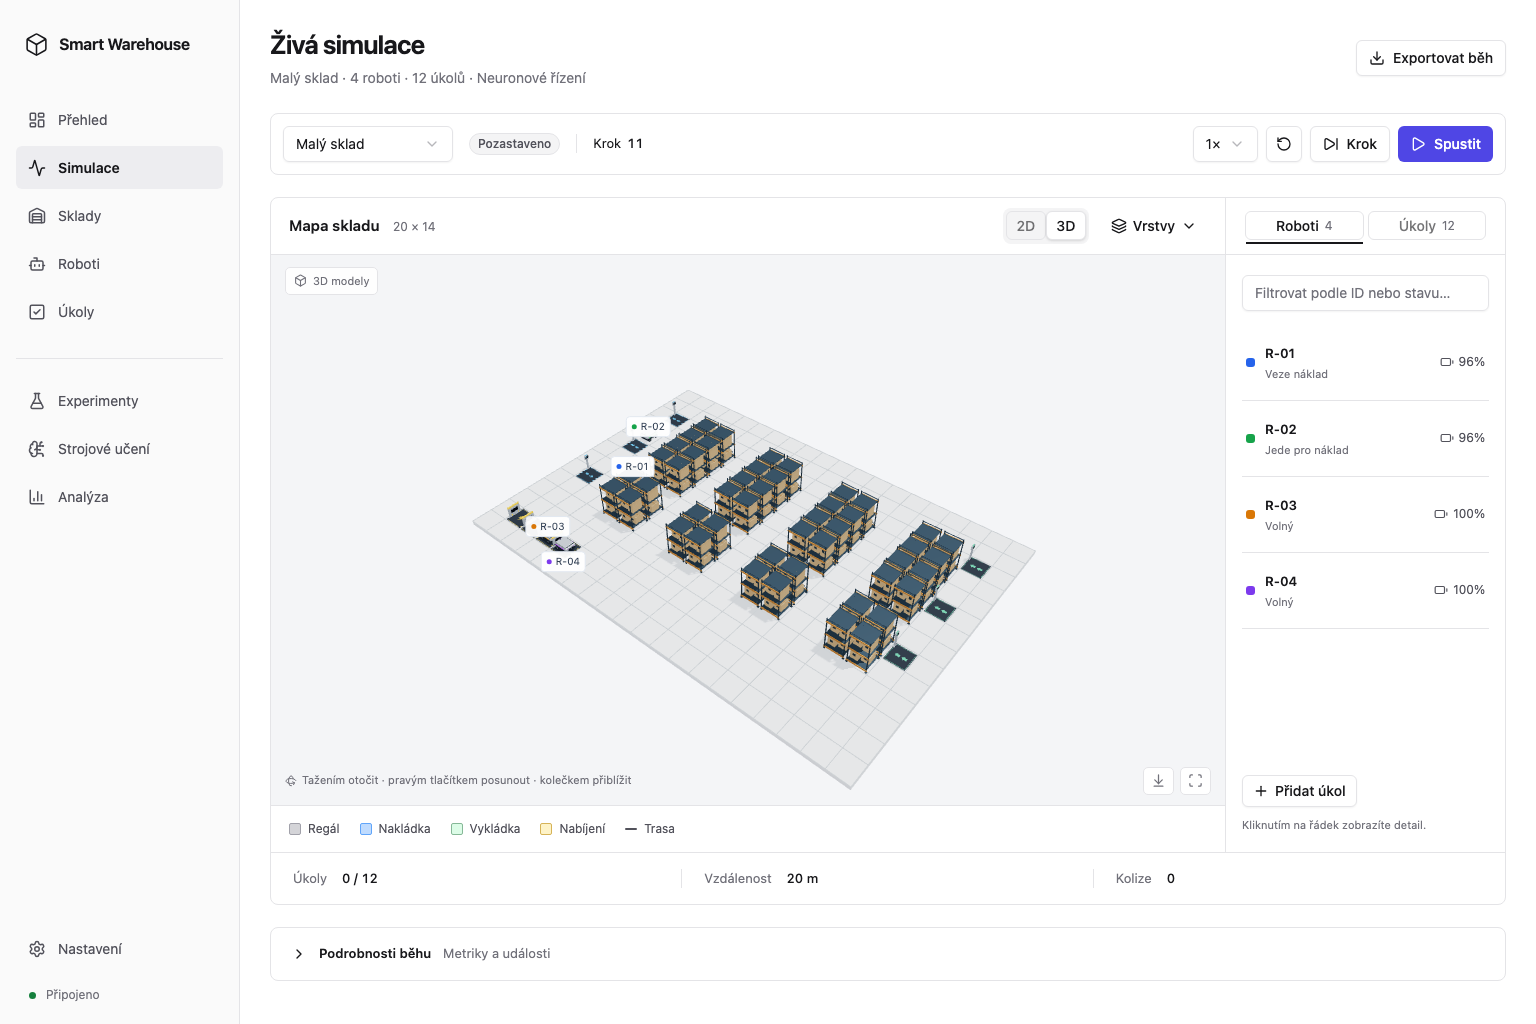 Smart Warehouse
Přehled
Simulace
Sklady
Roboti
Úkoly
Experimenty
Strojové učení
Analýza
Nastavení
Připojeno
Živá simulace
Malý sklad · 4 roboti · 12 úkolů · Neuronové řízení
Exportovat běh
Malý sklad
Pozastaveno
Krok 11
1×
Krok
Spustit
Mapa skladu 20 × 14
2D 3D
Vrstvy
3D modely
R-02
R-01
R-03
R-04
Tažením otočit · pravým tlačítkem posunout · kolečkem přiblížit
Regál
Nakládka
Vykládka
Nabíjení
Trasa
Roboti 4
Úkoly 12
Filtrovat podle ID nebo stavu...
R-01
Veze náklad
96%
R-02
Jede pro náklad
96%
R-03
Volný
100%
R-04
Volný
100%
Přidat úkol
Kliknutím na řádek zobrazíte detail.
Úkoly 0 / 12
Vzdálenost 20 m
Kolize 0
Podrobnosti běhu Metriky a události